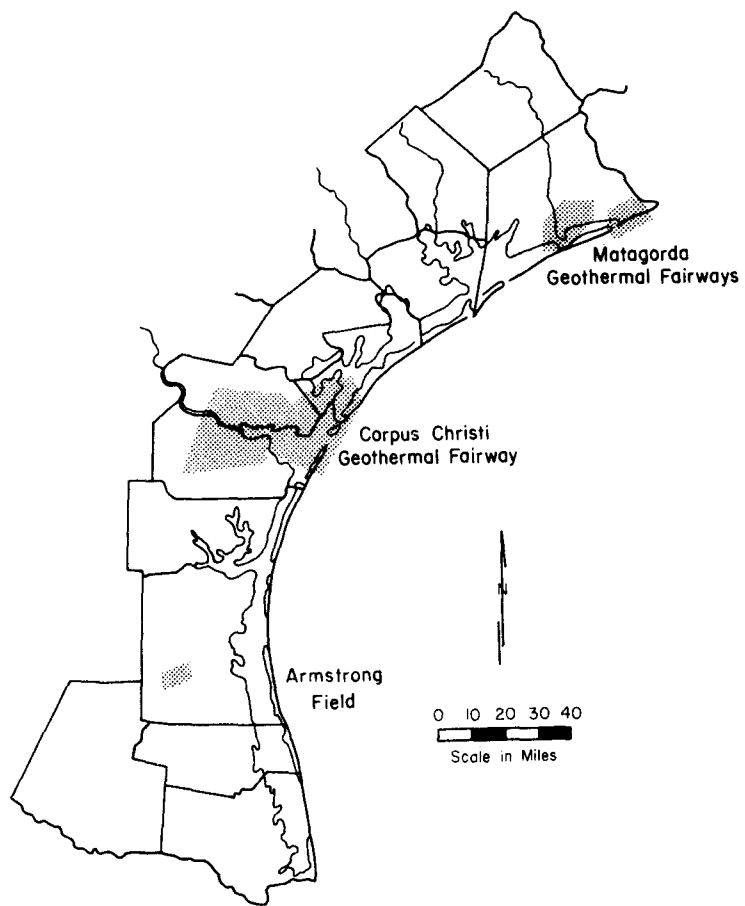 Matagorda
Geothermal Fairways
Corpus Christi
Geothermal Fairway
N
Armstrong
Field
0 10 20 30 40
Scale in Miles